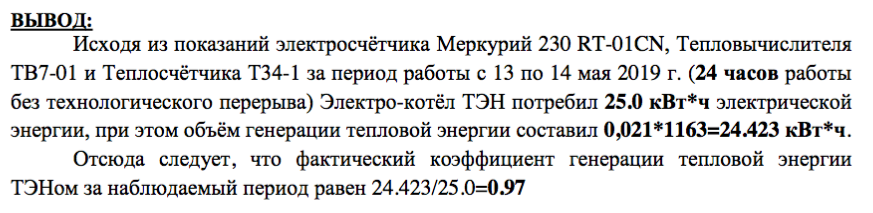 ВЫВОД:
Исходя из показаний электросчётчика Меркурий 230 RT-01CN, Тепловычислителя
ТВ7-01 и Теплосчётчика Т34-1 за период работы с 13 по 14 мая 2019 г. (24 часов работы
без технологического перерыва) Электро-котёл ТЭН потребил 25.0 кВт*ч электрической
энергии, при этом объём генерации тепловой энергии составил 0,021*1163=24.423 кВт*ч.
Отсюда следует, что фактический коэффициент генерации тепловой энергии
ТЭНом за наблюдаемый период равен 24.423/25.0=0.97